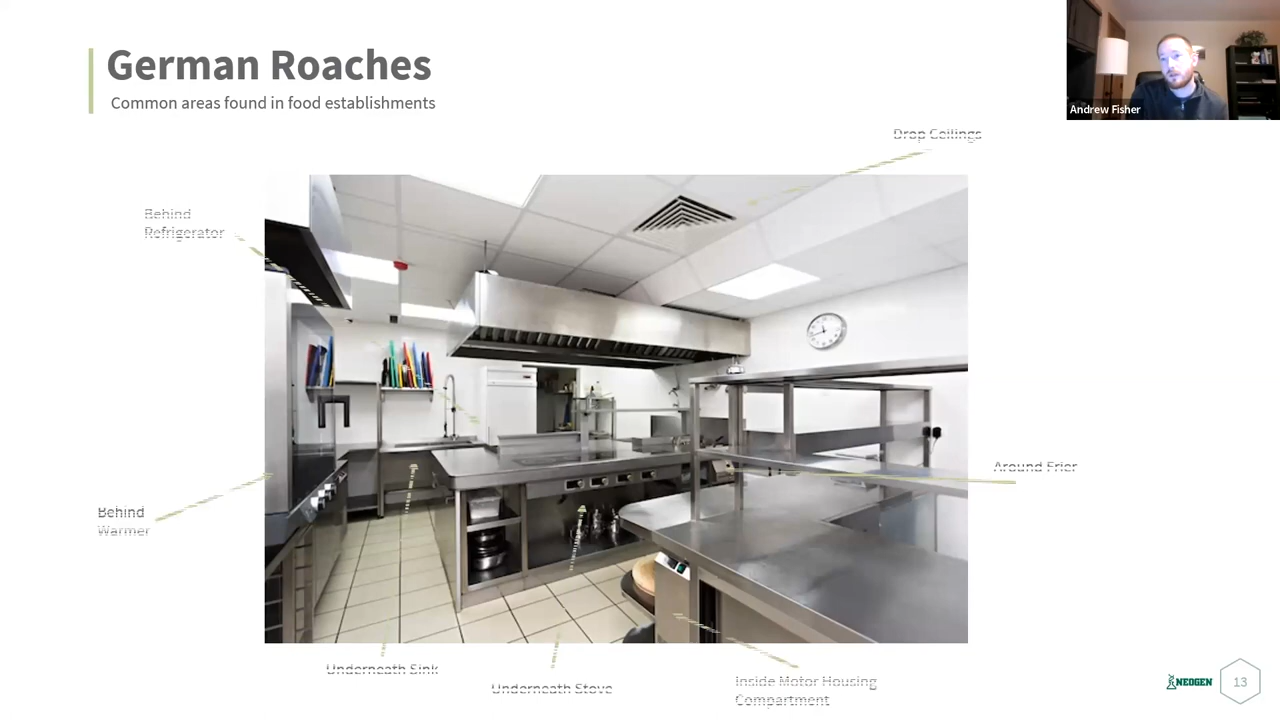 German Roaches
Common areas found in food establishments
Andrew Fisher
Drop Ceilings
Behind
Refrigerator
Around Frier
Behind
Warmer
Underneath Sink
Underneath Stove
Inside Motor Housing
Compartment
NEOGEN
13